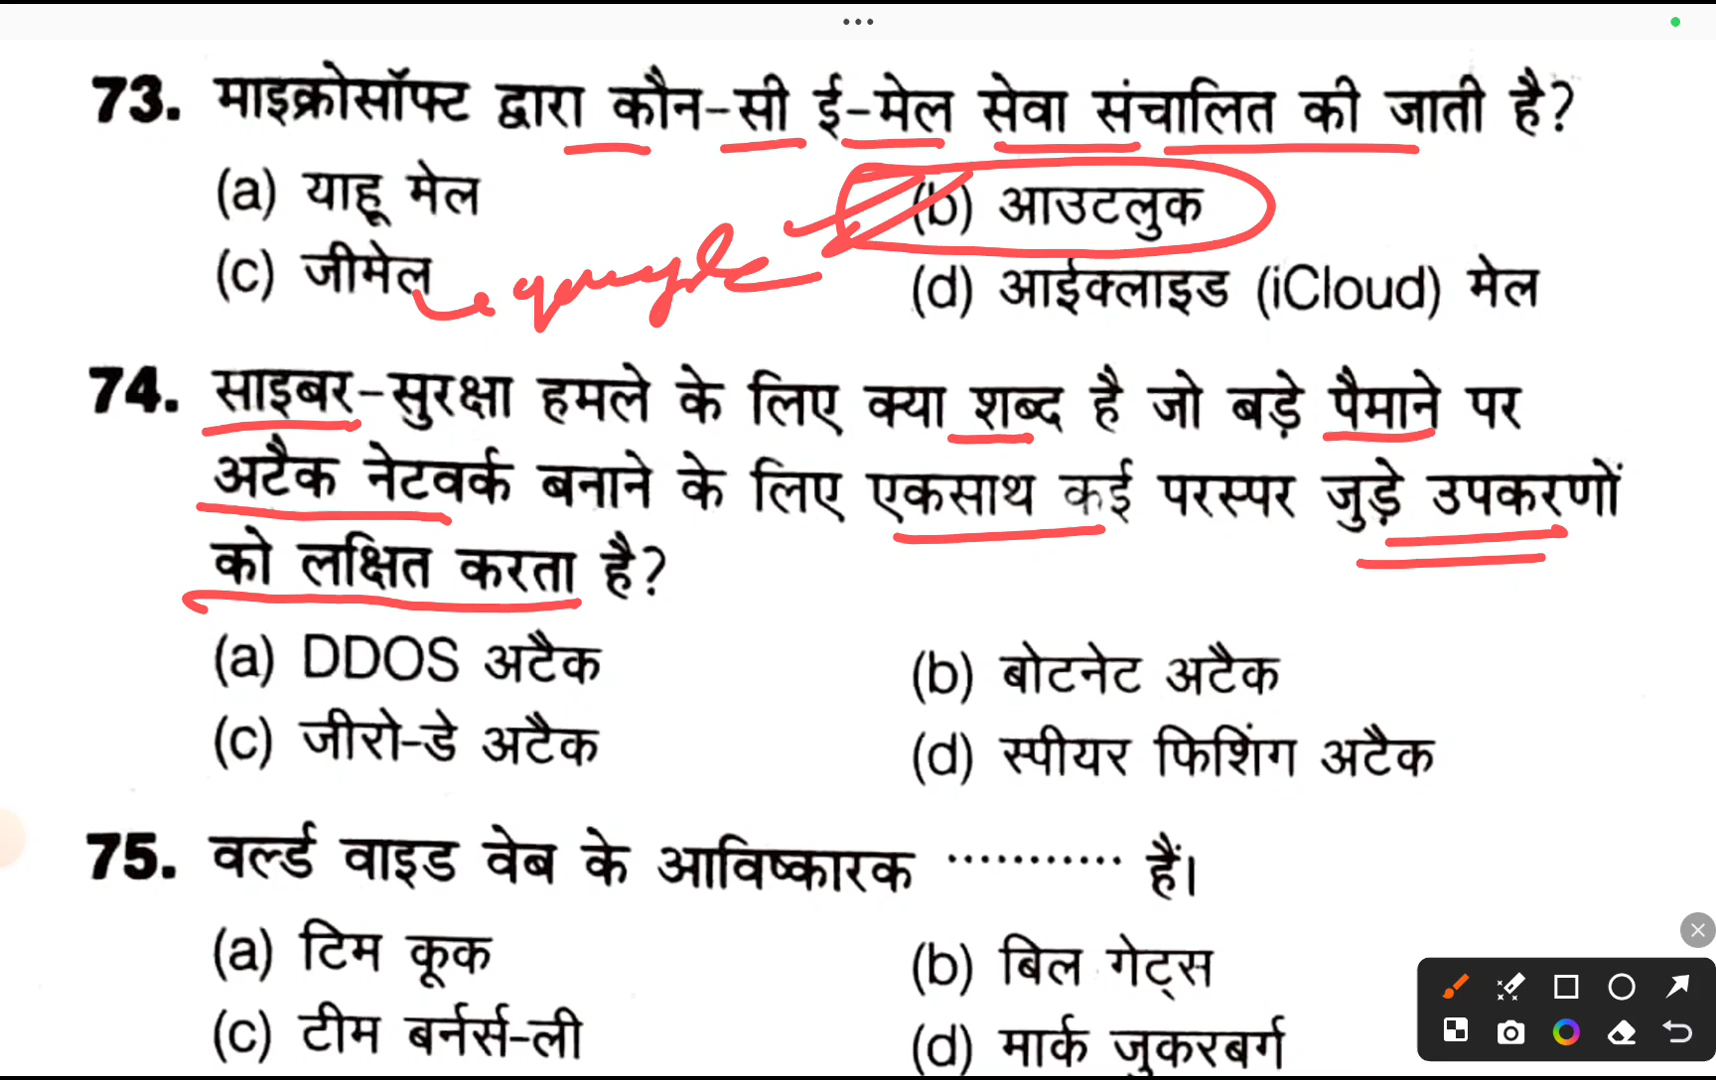 73. माइक्रोसॉफ्ट द्वारा कौन-सी ई-मेल सेवा संचालित की जाती है?
(a) याहू मेल (b) आउटलुक
(c) जीमेल google (d) आईक्लाइड (iCloud) मेल
74. साइबर-सुरक्षा हमले के लिए क्या शब्द है जो बड़े पैमाने पर
अटैक नेटवर्क बनाने के लिए एकसाथ कई परस्पर जुड़े उपकरणों
को लक्षित करता है?
(a) DDOS अटैक (b) बोटनेट अटैक
(c) जीरो-डे अटैक (d) स्पीयर फिशिंग अटैक
75. वर्ल्ड वाइड वेब के आविष्कारक ............ हैं।
(a) टिम कूक (b) बिल गेट्स
(c) टीम बर्नर्स-ली (d) मार्क जुकरबर्ग